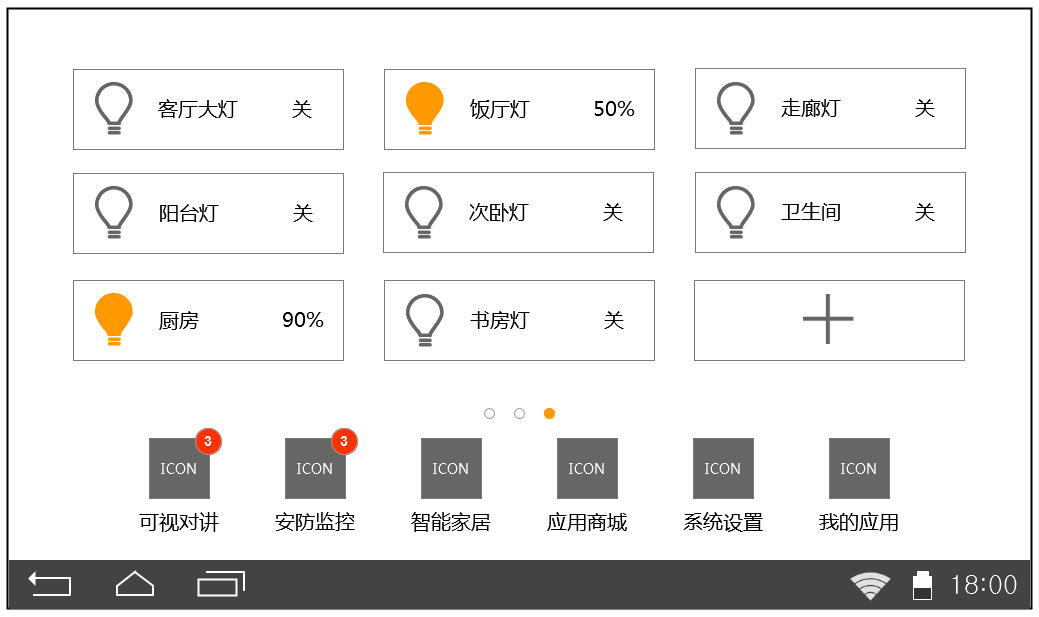 客厅大灯 关
饭厅灯 50%
走廊灯 关
阳台灯 关
次卧灯 关
卫生间 关
厨房 90%
书房灯 关
3
3
ICON
ICON
ICON
ICON
ICON
ICON
可视对讲
安防监控
智能家居
应用商城
系统设置
我的应用
18:00